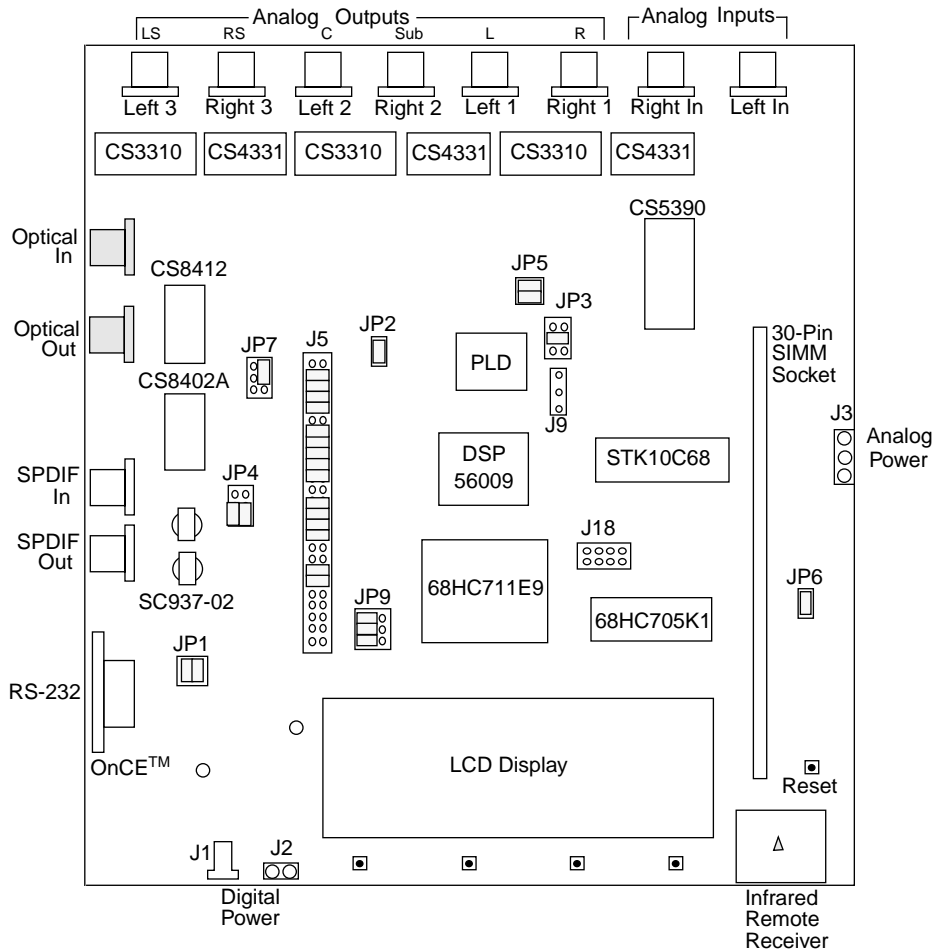 Analog Outputs
Analog Inputs
LS RS C Sub L R
Left 3 Right 3 Left 2 Right 2 Left 1 Right 1 Right In Left In
CS3310 CS4331 CS3310 CS4331 CS3310 CS4331
CS5390
Optical
In
CS8412
JP5
JP3
Optical
Out
JP7
J5
JP2
PLD
30-Pin
SIMM
Socket
CS8402A
J9
J3
Analog
Power
DSP
56009
STK10C68
SPDIF
In
JP4
SPDIF
Out
J18
SC937-02
JP9
68HC711E9
68HC705K1
JP6
JP1
RS-232
OnCE™
LCD Display
Reset
J1 J2
Digital
Power
Infrared
Remote
Receiver